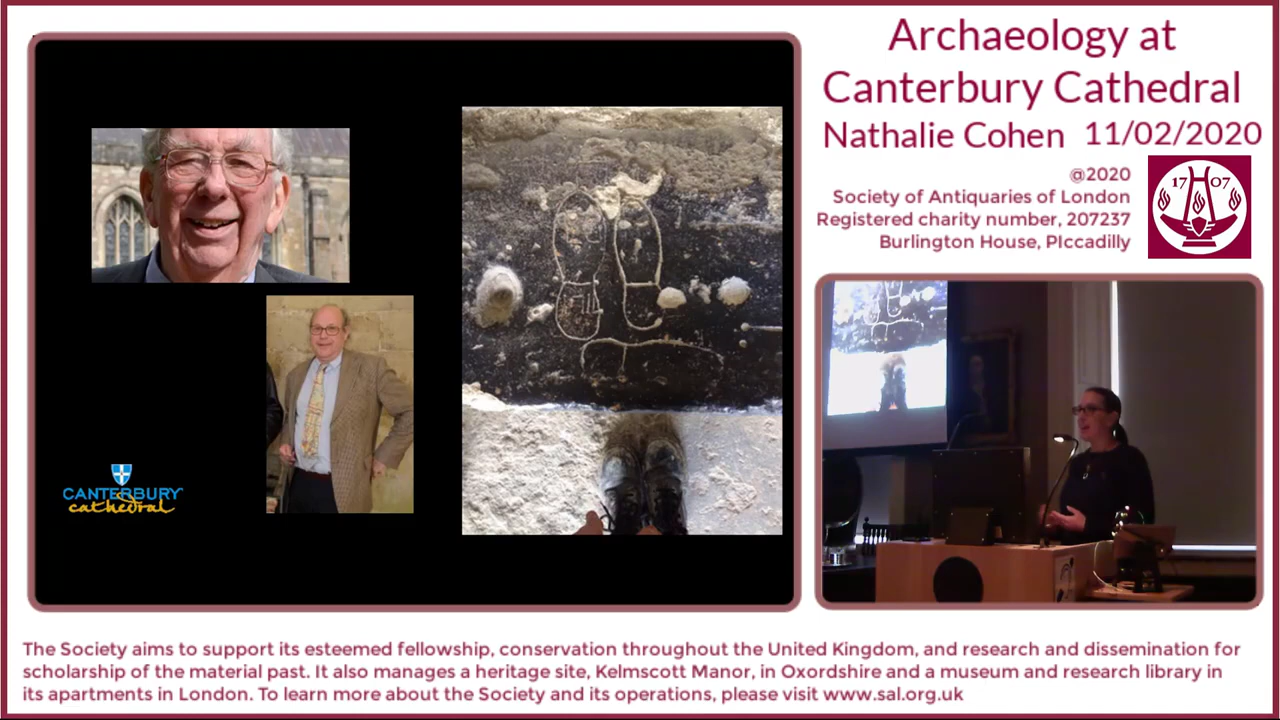 Archaeology at
Canterbury Cathedral
Nathalie Cohen 11/02/2020
@2020
Society of Antiquaries of London
Registered charity number, 207237
Burlington House, PIccadilly
17 07
CANTERBURY
cathedral
The Society aims to support its esteemed fellowship, conservation throughout the United Kingdom, and research and dissemination for
scholarship of the material past. It also manages a heritage site, Kelmscott Manor, in Oxordshire and a museum and research library in
its apartments in London. To learn more about the Society and its operations, please visit www.sal.org.uk